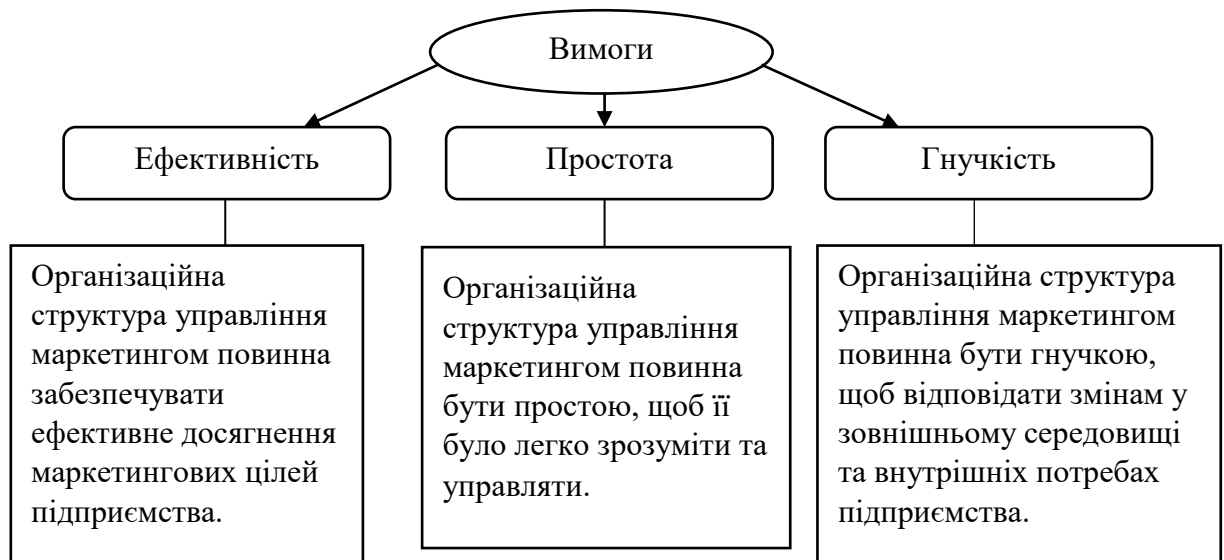 Вимоги
Ефективність
Простота
Гнучкість
Організаційна
структура управління
маркетингом повинна
забезпечувати
ефективне досягнення
маркетингових цілей
підприємства.
Організаційна
структура управління
маркетингом повинна
бути простою, щоб її
було легко зрозуміти та
управляти.
Організаційна структура
управління маркетингом
повинна бути гнучкою,
щоб відповідати змінам у
зовнішньому середовищі
та внутрішніх потребах
підприємства.